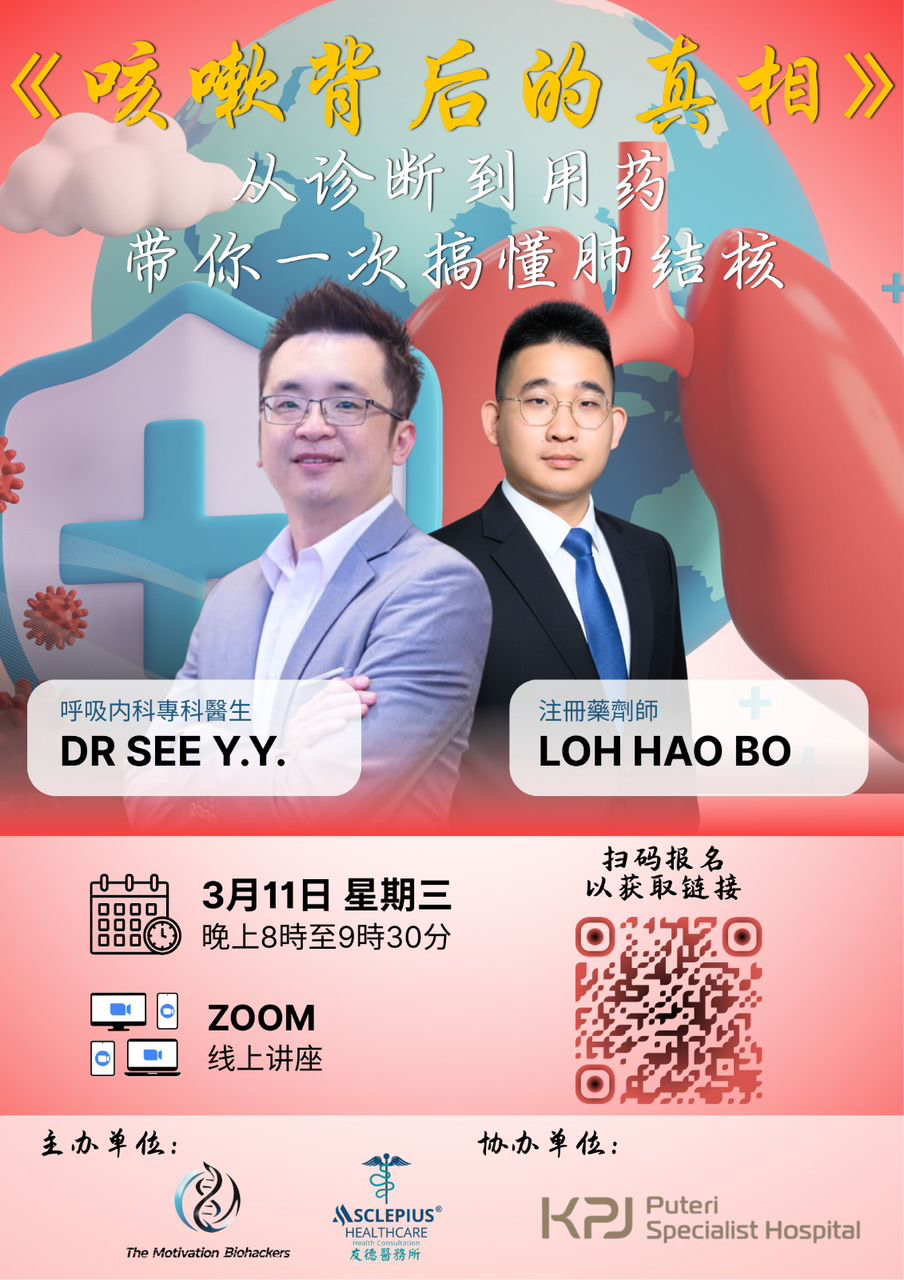 《咳嗽背后的真相》
从诊断到用药
带你一次搞懂肺结核
呼吸内科專科醫生
DR SEE Y.Y.
注冊藥劑師
LOH HAO BO
3月11日 星期三
晚上8時至9時30分
ZOOM
线上讲座
扫码报名
以获取链接
主办单位：
The Motivation Biohackers
ASCLEPIUS®
HEALTHCARE
Health Consultation
友德醫務所
协办单位：
KPJ Puteri
Specialist Hospital